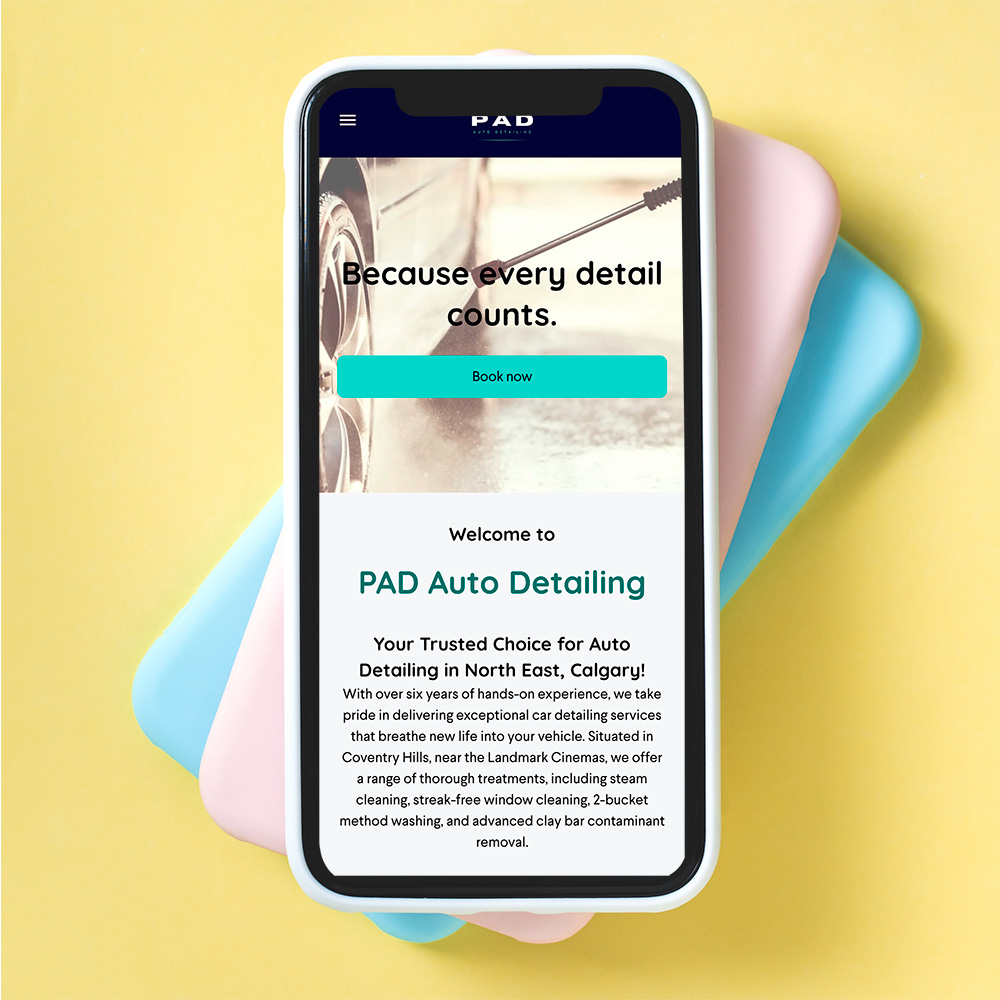 PAD
AUTO DETAILING
Because every detail
counts.
Book now
Welcome to
PAD Auto Detailing
Your Trusted Choice for Auto
Detailing in North East, Calgary!
With over six years of hands-on experience, we take
pride in delivering exceptional car detailing services
that breathe new life into your vehicle. Situated in
Coventry Hills, near the Landmark Cinemas, we offer
a range of thorough treatments, including steam
cleaning, streak-free window cleaning, 2-bucket
method washing, and advanced clay bar contaminant
removal.